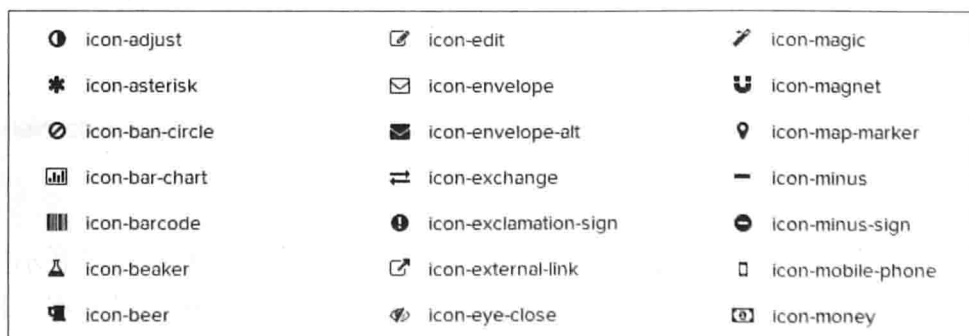 icon-adjust icon-edit icon-magic
icon-asterisk icon-envelope icon-magnet
icon-ban-circle icon-envelope-alt icon-map-marker
icon-bar-chart icon-exchange icon-minus
icon-barcode icon-exclamation-sign icon-minus-sign
icon-beaker icon-external-link icon-mobile-phone
icon-beer icon-eye-close icon-money